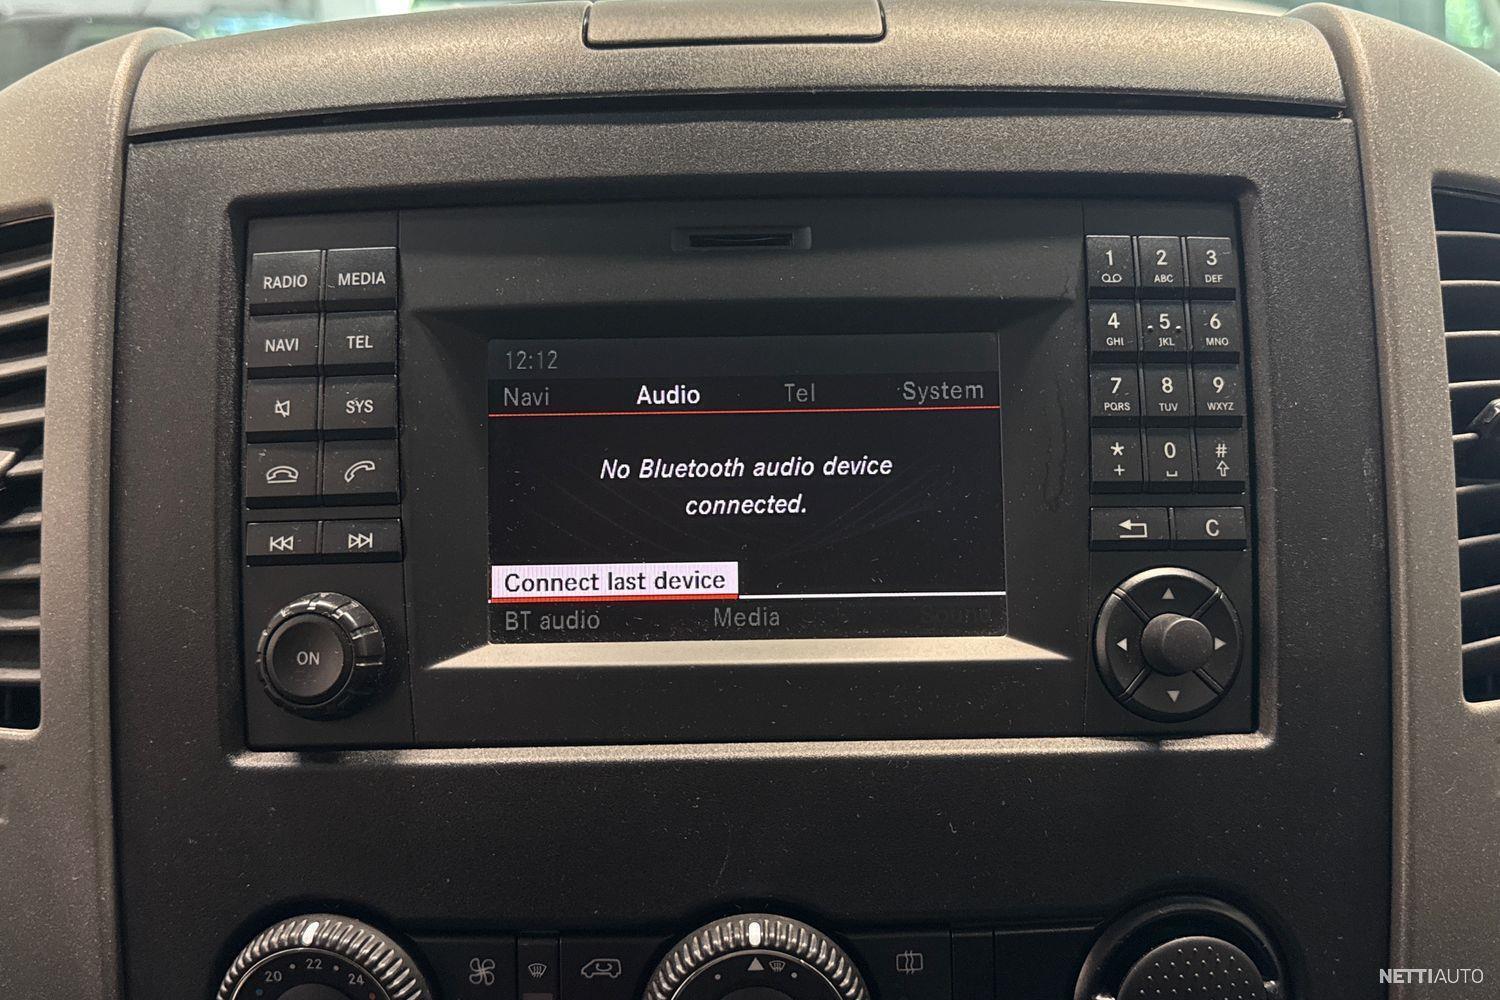 RADIO MEDIA
NAVI TEL
SYS
ON
12:12
Navi Audio Tel System
No Bluetooth audio device
connected.
Connect last device
BT audio Media
1 2 ABC 3 DEF
4 GHI 5 JKL 6 MNO
7 PQRS 8 TUV 9 WXYZ
* + 0 #
C
20 22 24
NETTIAUTO